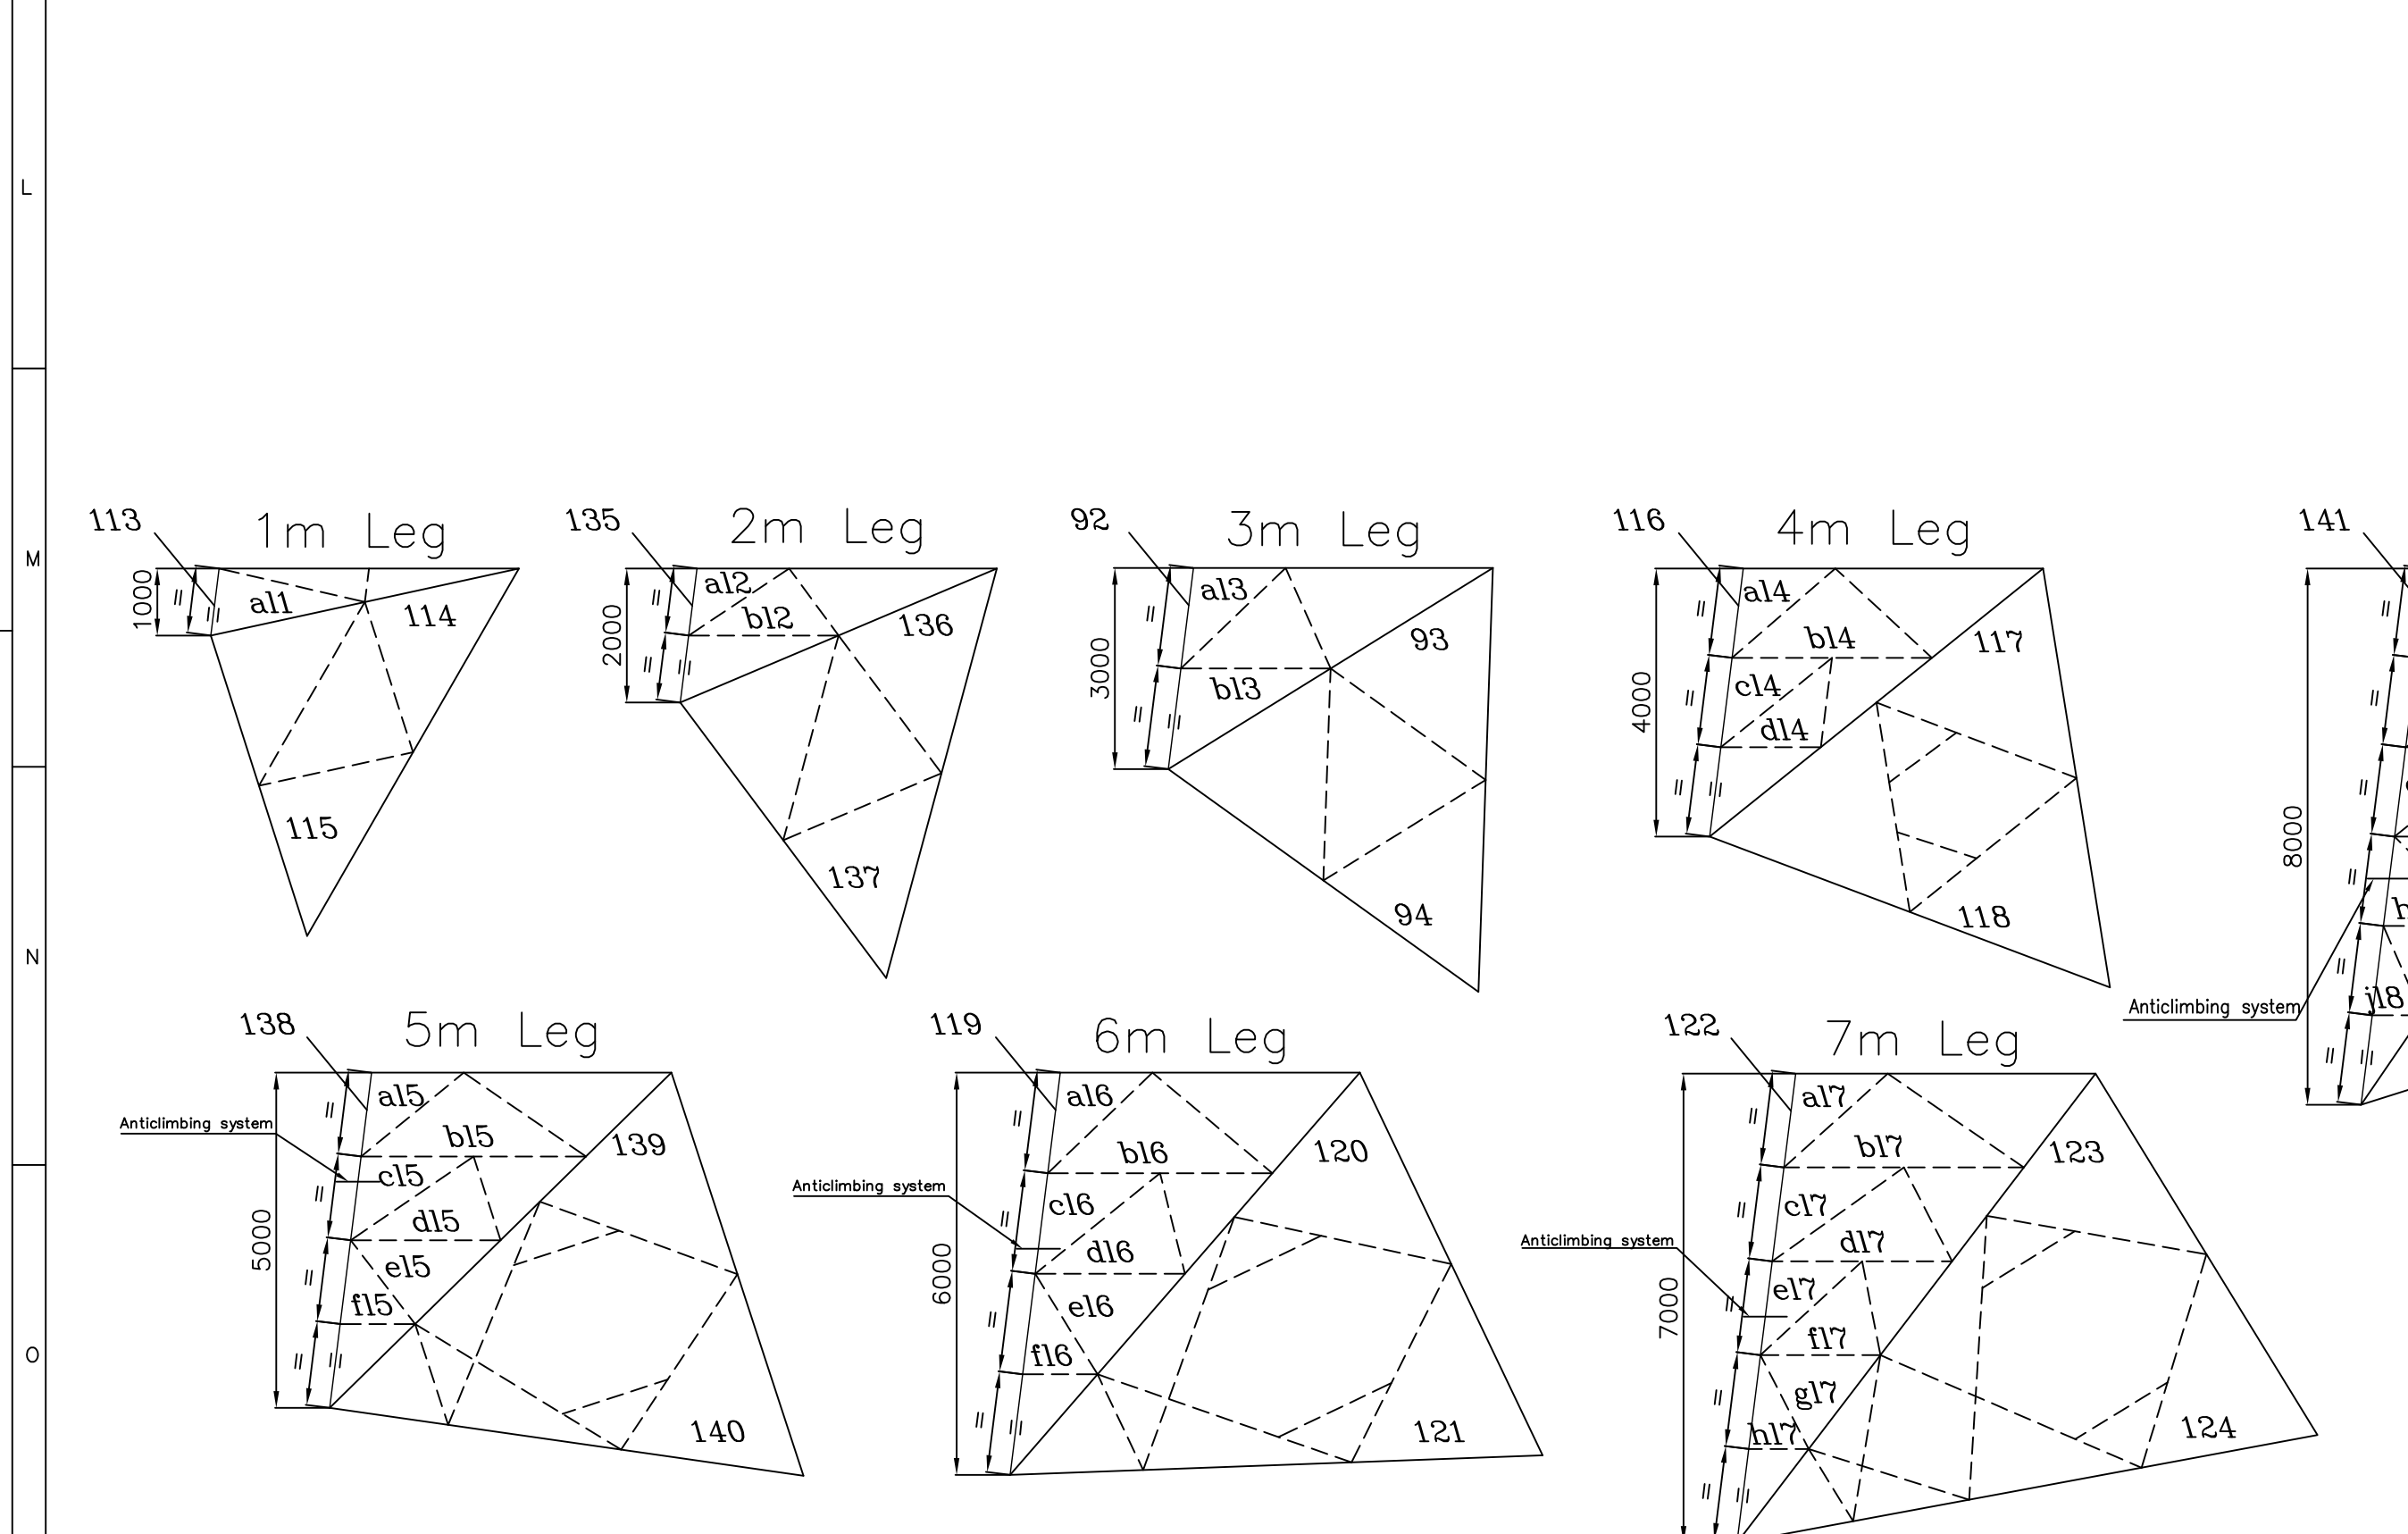 L
M
N
O
113
1m Leg
1000
al1
114
115
135
2m Leg
2000
al2
bl2
136
137
92
3m Leg
3000
al3
bl3
93
94
116
4m Leg
4000
al4
bl4
cl4
dl4
117
118
141
8000
jl8
Anticlimbing system
138
5m Leg
5000
Anticlimbing system
al5
bl5
cl5
dl5
el5
fl5
139
140
119
6m Leg
6000
Anticlimbing system
al6
bl6
cl6
dl6
el6
fl6
120
121
122
7m Leg
7000
Anticlimbing system
al7
bl7
cl7
dl7
el7
fl7
gl7
hl7
123
124